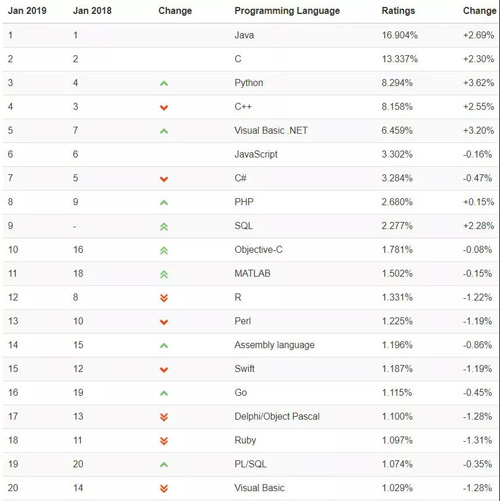 Jan 2019 Jan 2018 Change Programming Language Ratings Change
1 1 Java 16.904% +2.69%
2 2 C 13.337% +2.30%
3 4 Python 8.294% +3.62%
4 3 C++ 8.158% +2.55%
5 7 Visual Basic .NET 6.459% +3.20%
6 6 JavaScript 3.302% -0.16%
7 5 C# 3.284% -0.47%
8 9 PHP 2.680% +0.15%
9 - SQL 2.277% +2.28%
10 16 Objective-C 1.781% -0.08%
11 18 MATLAB 1.502% -0.15%
12 8 R 1.331% -1.22%
13 10 Perl 1.225% -1.19%
14 15 Assembly language 1.196% -0.86%
15 12 Swift 1.187% -1.19%
16 19 Go 1.115% -0.45%
17 13 Delphi/Object Pascal 1.100% -1.28%
18 11 Ruby 1.097% -1.31%
19 20 PL/SQL 1.074% -0.35%
20 14 Visual Basic 1.029% -1.28%